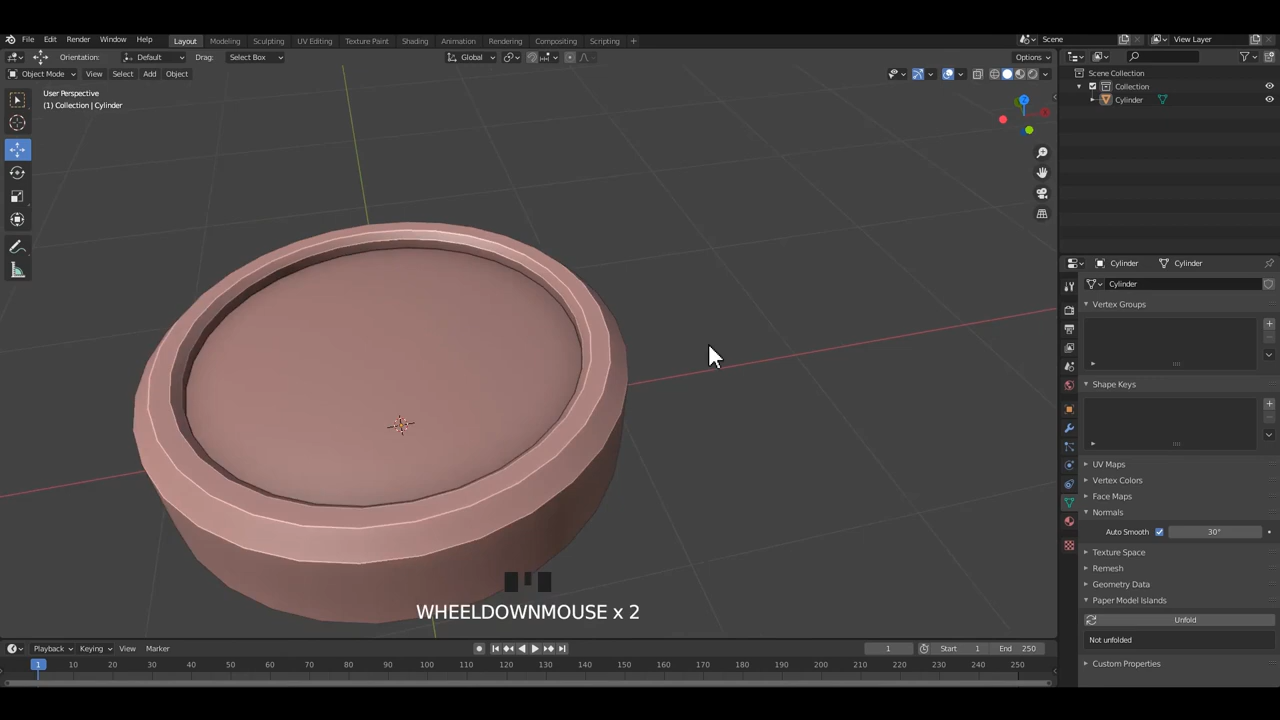 File Edit Render Window Help Layout Modeling Sculpting UV Editing Texture Paint Shading Animation Rendering Compositing Scripting + Scene View Layer
Orientation: Default Drag: Select Box Global Options
Object Mode View Select Add Object Scene Collection
User Perspective Collection
(1) Collection | Cylinder Cylinder
Cylinder Cylinder
Cylinder
Vertex Groups
Shape Keys
UV Maps
Vertex Colors
Face Maps
Normals
Auto Smooth 30°
Texture Space
Remesh
Geometry Data
Paper Model Islands
WHEELDOWNMOUSE x 2
Unfold
Not unfolded
Playback Keying View Marker 1 Start 1 End 250
Custom Properties
1 10 20 30 40 50 60 70 80 90 100 110 120 130 140 150 160 170 180 190 200 210 220 230 240 250